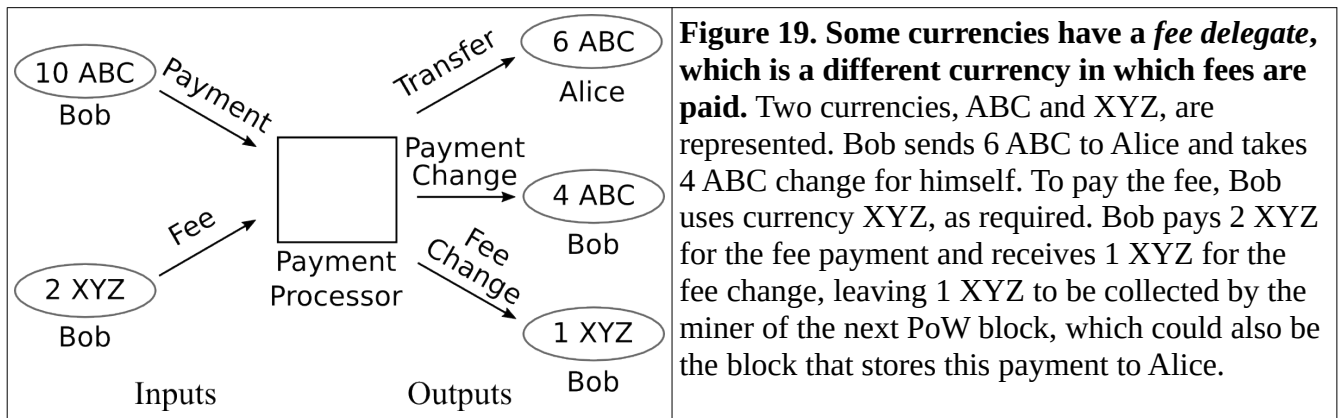 10 ABC
Bob
Payment
2 XYZ
Bob
Fee
Payment
Processor
Transfer
6 ABC
Alice
Payment
Change
4 ABC
Bob
Fee
Change
1 XYZ
Bob
Inputs
Outputs
Figure 19. Some currencies have a fee delegate,
which is a different currency in which fees are
paid. Two currencies, ABC and XYZ, are
represented. Bob sends 6 ABC to Alice and takes
4 ABC change for himself. To pay the fee, Bob
uses currency XYZ, as required. Bob pays 2 XYZ
for the fee payment and receives 1 XYZ for the
fee change, leaving 1 XYZ to be collected by the
miner of the next PoW block, which could also be
the block that stores this payment to Alice.